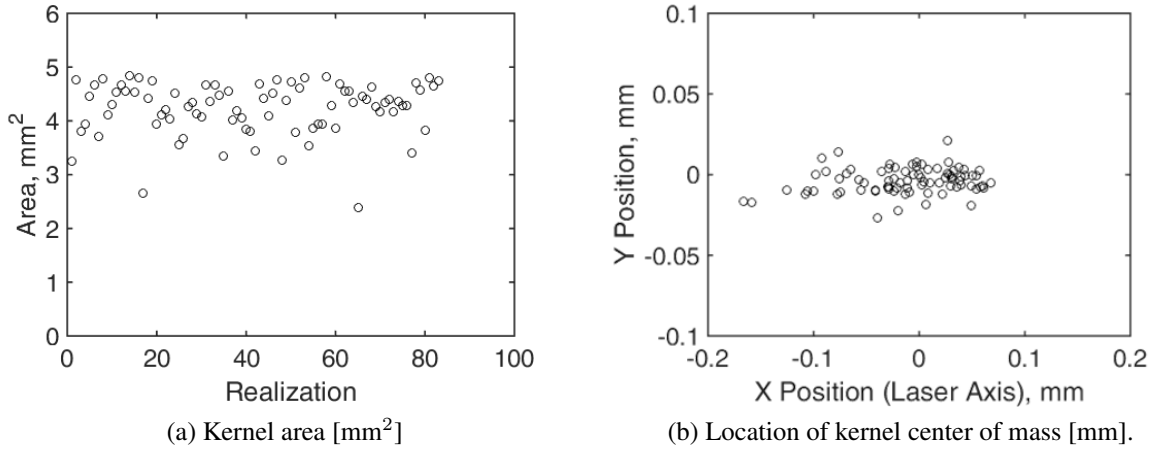 6
5
4
3
2
1
0
0 20 40 60 80 100
Area, mm²
Realization
(a) Kernel area [mm²]
0.1
0.05
0
-0.05
-0.1
-0.2 -0.1 0 0.1 0.2
Y Position, mm
X Position (Laser Axis), mm
(b) Location of kernel center of mass [mm].